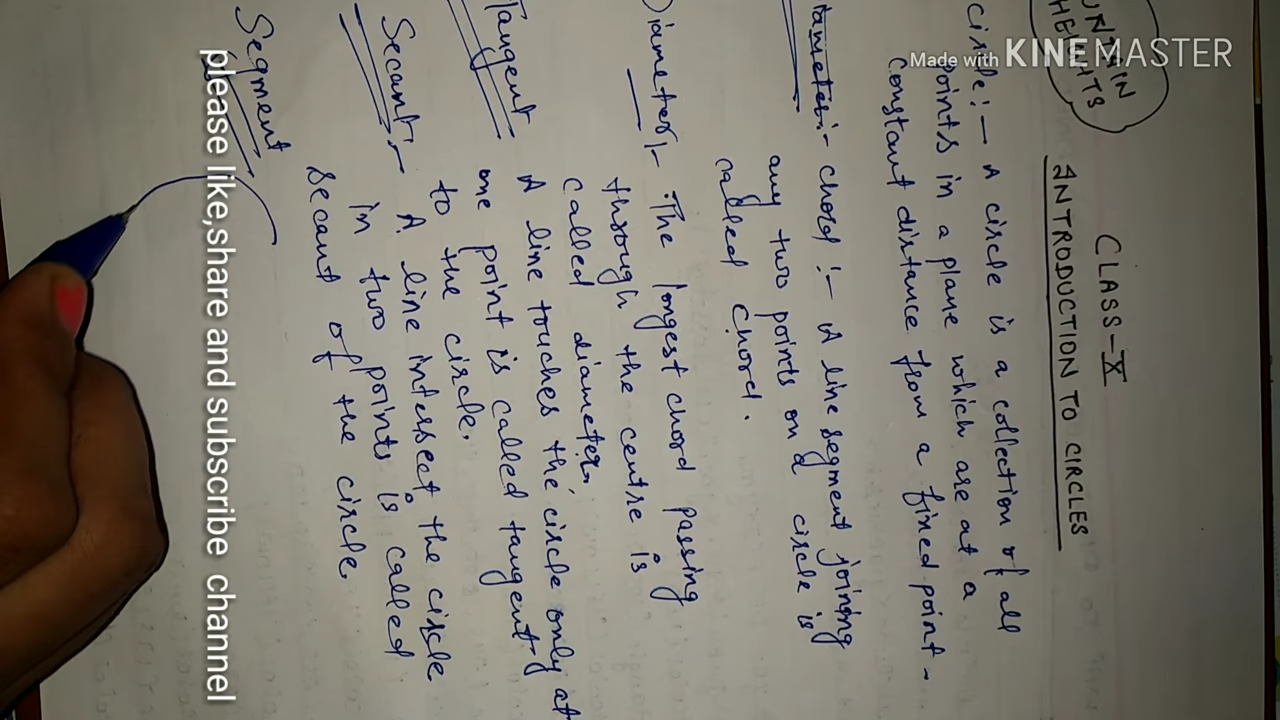 Made with KINEMASTER
HEIGHTS
CLASS-X
INTRODUCTION TO CIRCLES
circle:- A circle is a collection of all
points in a plane which are at a
constant distance from a fixed point-
chord:- A line segment joining
any two points on a circle is
called chord.
Diameter:- The longest chord passing
through the centre is
called diameter.
Tangent A line touches the circle only at
one point is called tangent
to the circle.
Secant:- A line intersect the circle
in two points is called
secant of the circle.
Segment
please like,share and subscribe channel